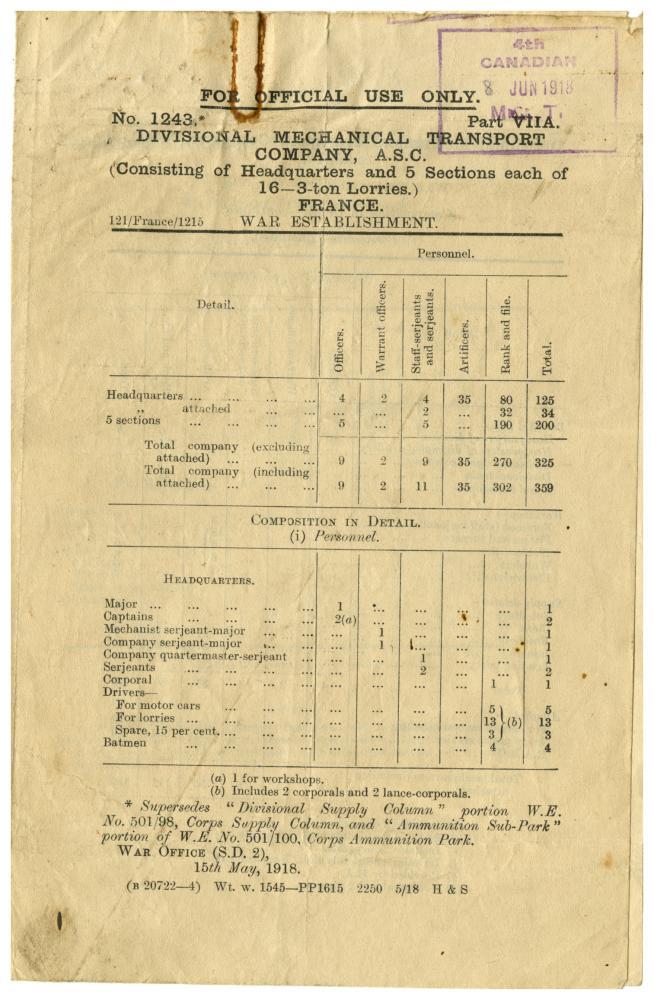 4th
CANADIAN
8 JUN 1918
M. T.
FOR OFFICIAL USE ONLY.
No. 1243.* Part VIIA.
DIVISIONAL MECHANICAL TRANSPORT
COMPANY, A.S.C.
(Consisting of Headquarters and 5 Sections each of
16—3-ton Lorries.)
FRANCE.
121/France/1215 WAR ESTABLISHMENT.
Detail. Personnel.
Officers. Warrant officers. Staff-serjeants and serjeants. Artificers. Rank and file. Total.
Headquarters ... ... ... ... 4 2 4 35 80 125
„ attached ... ... ... ... 2 ... 32 34
5 sections ... ... ... ... 5 ... 5 ... 190 200
Total company (excluding
attached) ... ... ... 9 2 9 35 270 325
Total company (including
attached) ... ... ... 9 2 11 35 302 359
COMPOSITION IN DETAIL.
(i) Personnel.
HEADQUARTERS.
Major ... ... ... ... ... 1 ... ... ... ... 1
Captains ... ... ... ... 2(a) ... ... ... ... 2
Mechanist serjeant-major ... ... ... 1 ... ... ... 1
Company serjeant-major ... ... ... 1 ... ... ... 1
Company quartermaster-serjeant ... ... ... 1 ... ... 1
Serjeants ... ... ... ... ... ... 2 ... ... 2
Corporal ... ... ... ... ... ... ... ... 1 1
Drivers—
For motor cars ... ... ... ... ... ... ... 5 5
For lorries ... ... ... ... ... ... ... ... 13 (b) 13
Spare, 15 per cent. ... ... ... ... ... ... ... 3 3
Batmen ... ... ... ... ... ... ... ... 4 4
(a) 1 for workshops.
(b) Includes 2 corporals and 2 lance-corporals.
* Supersedes “Divisional Supply Column” portion W.E.
No. 501/98, Corps Supply Column, and “Ammunition Sub-Park”
portion of W.E. No. 501/100, Corps Ammunition Park.
WAR OFFICE (S.D. 2),
15th May, 1918.
(B 20722—4) Wt. w. 1545—PP1615 2250 5/18 H & S